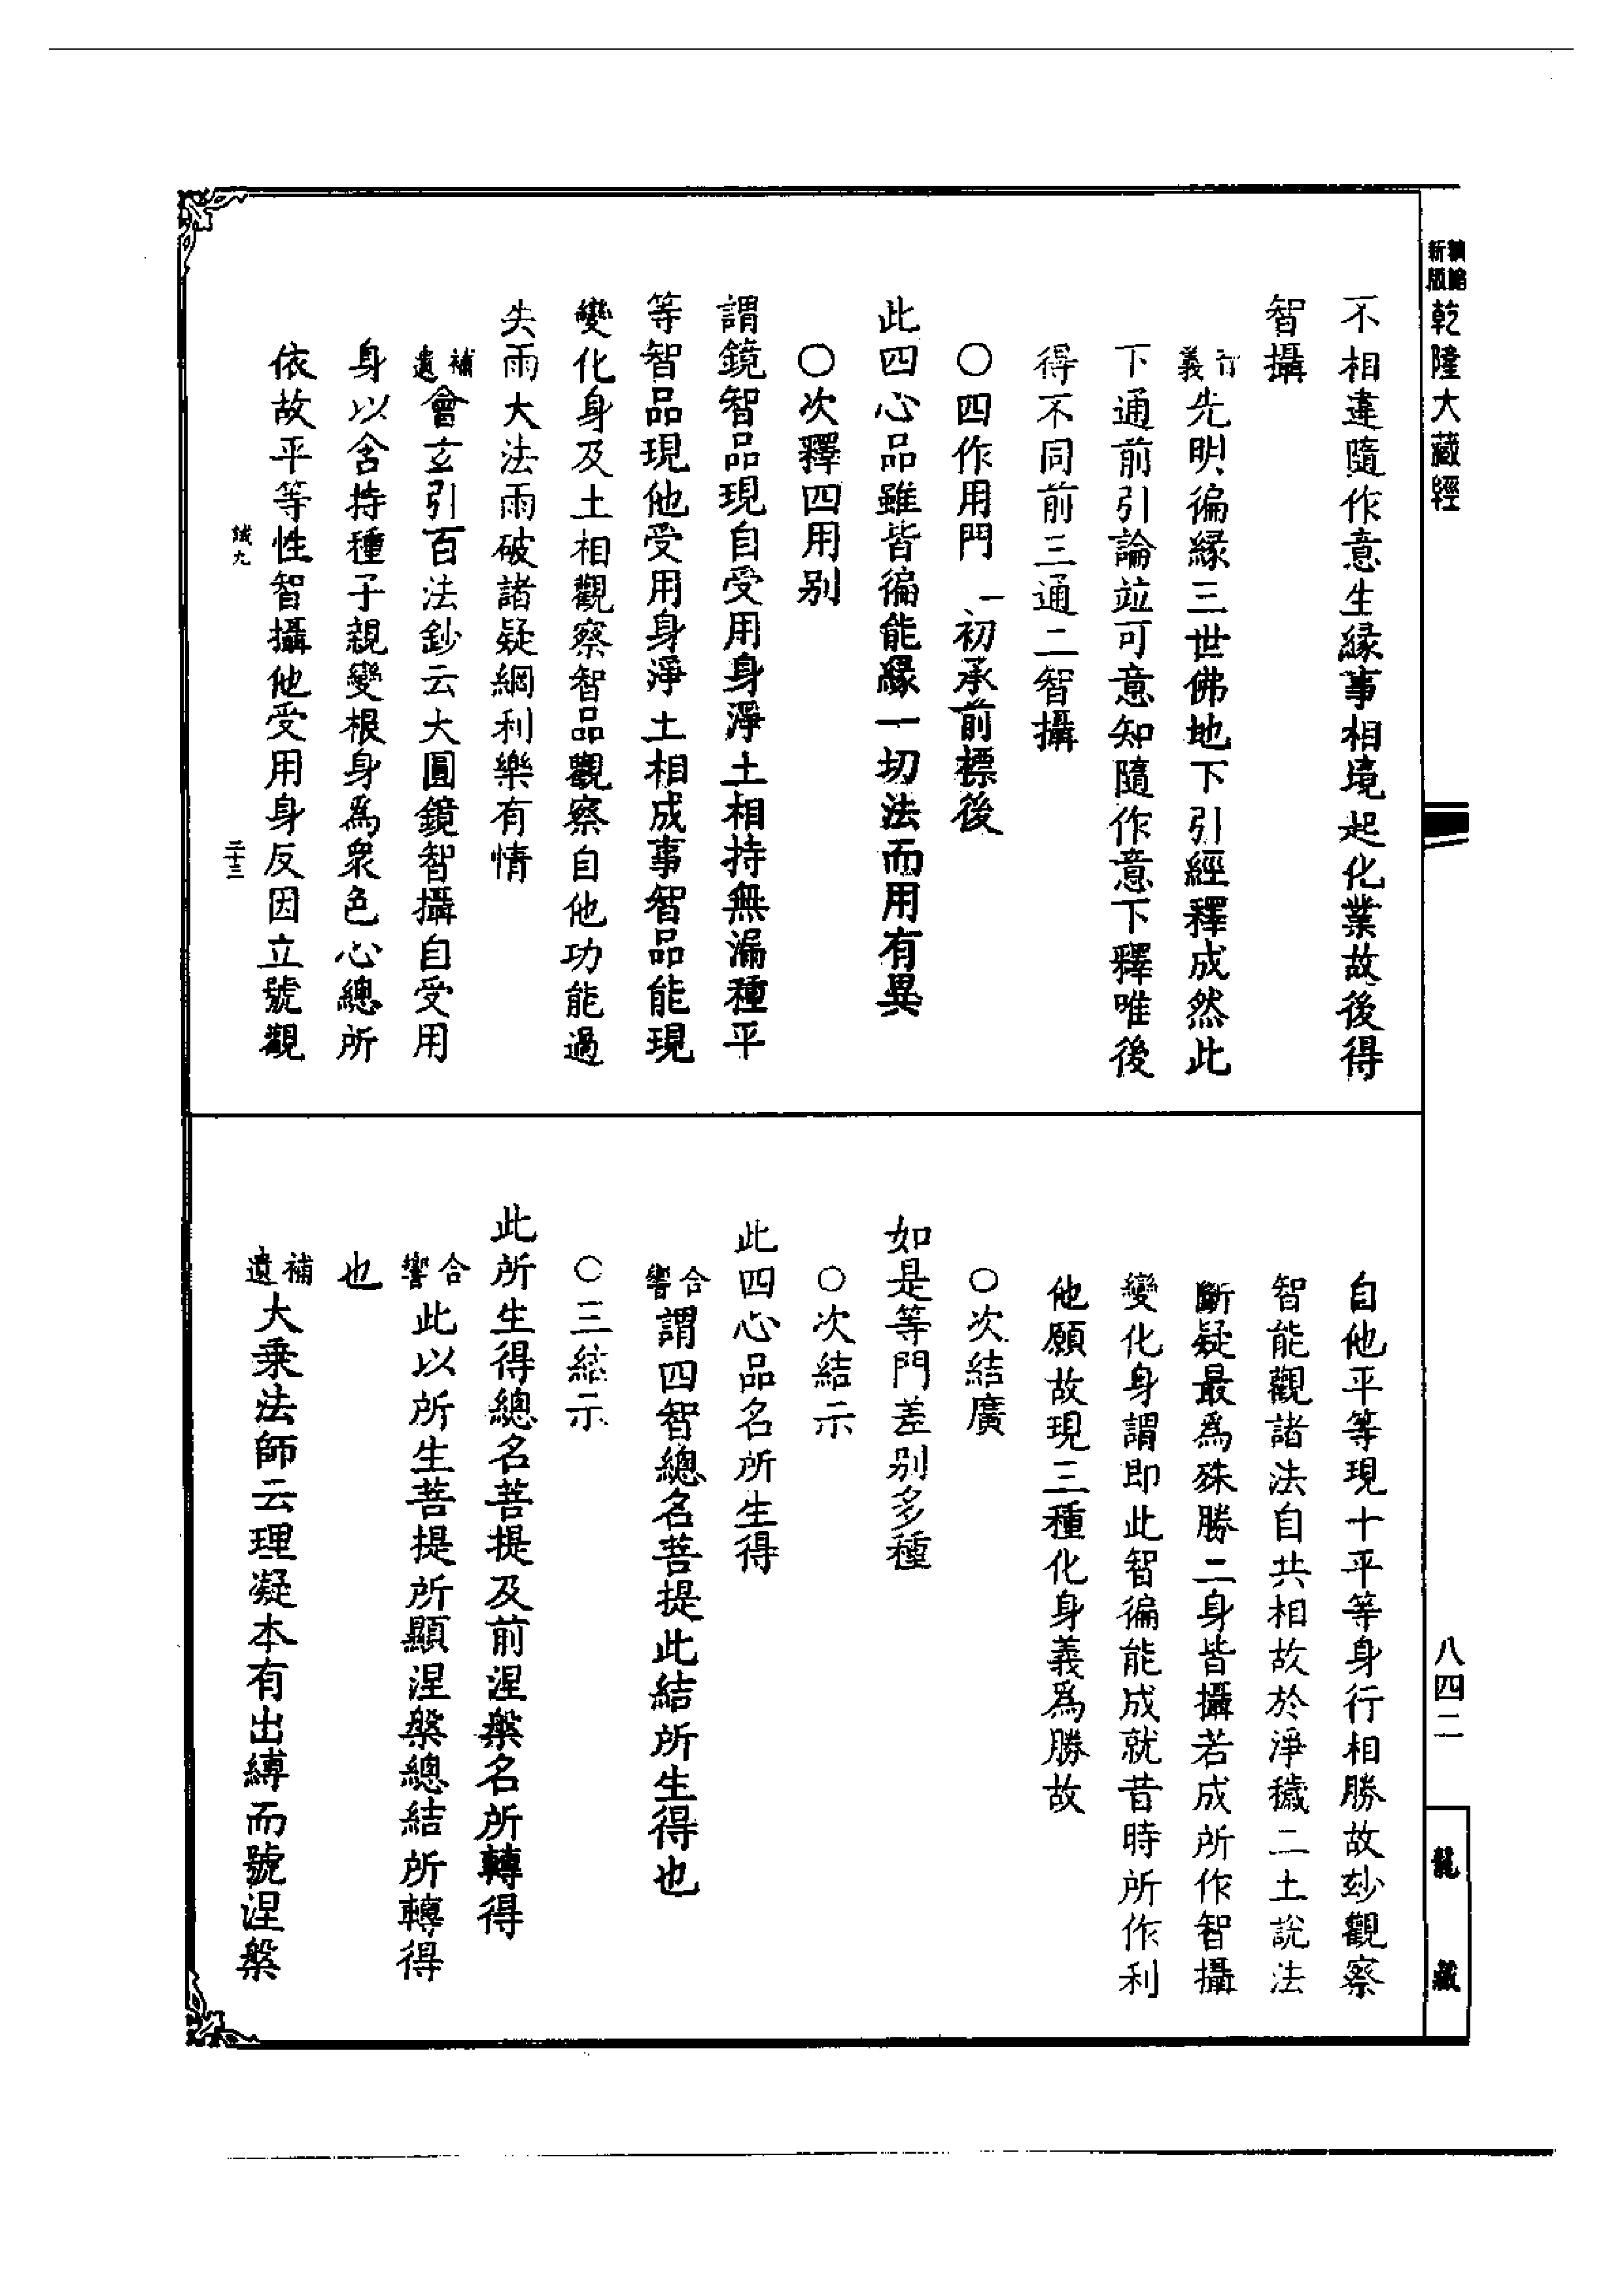 新版
乾隆大藏經
不相違隨作意生緣事相境起化業故後得
智攝
義先明徧緣三世佛地下引經釋成然此
下通前引論竝可意知隨作意下釋唯後
得不同前三通二智攝
○四作用門一初承前標後
此四心品雖皆徧能緣一切法而用有異
○次釋四用別
謂鏡智品現自受用身淨土相持無漏種平
等智品現他受用身淨土相成事智品能現
變化身及土相觀察智品觀察自他功能過
失雨大法雨破諸疑網利樂有情
補遺會玄引百法鈔云大圓鏡智攝自受用
身以含持種子親變根身爲衆色心總所
依故平等性智攝他受用身反因立號觀
二十三
自他平等現十平等身行相勝故玅觀察
智能觀諸法自共相故於淨穢二土說法
斷疑最爲殊勝二身皆攝若成所作智攝
變化身謂即此智徧能成就昔時所作利
他願故現三種化身義爲勝故
○次結廣
如是等門差別多種
○次結示
此四心品名所生得
合響謂四智總名菩提此結所生得也
○三結示
此所生得總名菩提及前涅槃名所轉得
合響此以所生菩提所顯涅槃總結所轉得
也
補遺大乘法師云理凝本有出縛而號涅槃
八四二
龍藏